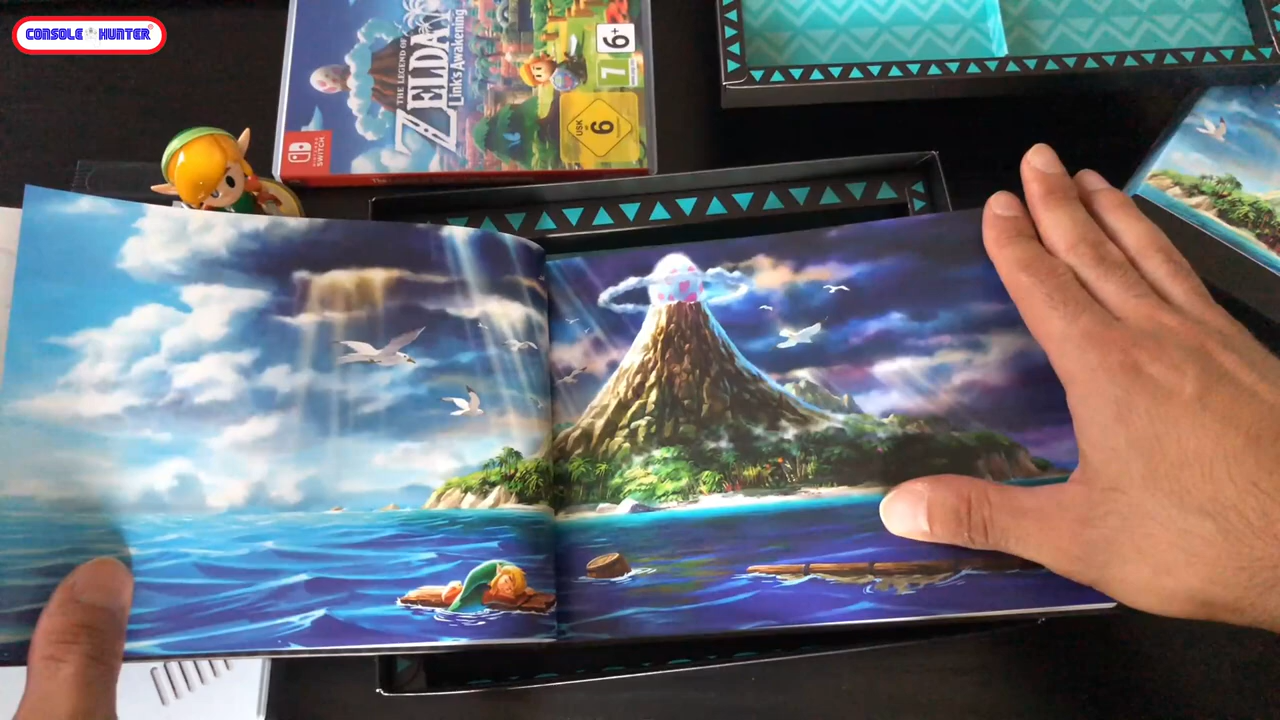 CONSOLE HUNTER®
THE LEGEND OF
ZELDA
Link's Awakening
6+
7
USK
6
NINTENDO
SWITCH